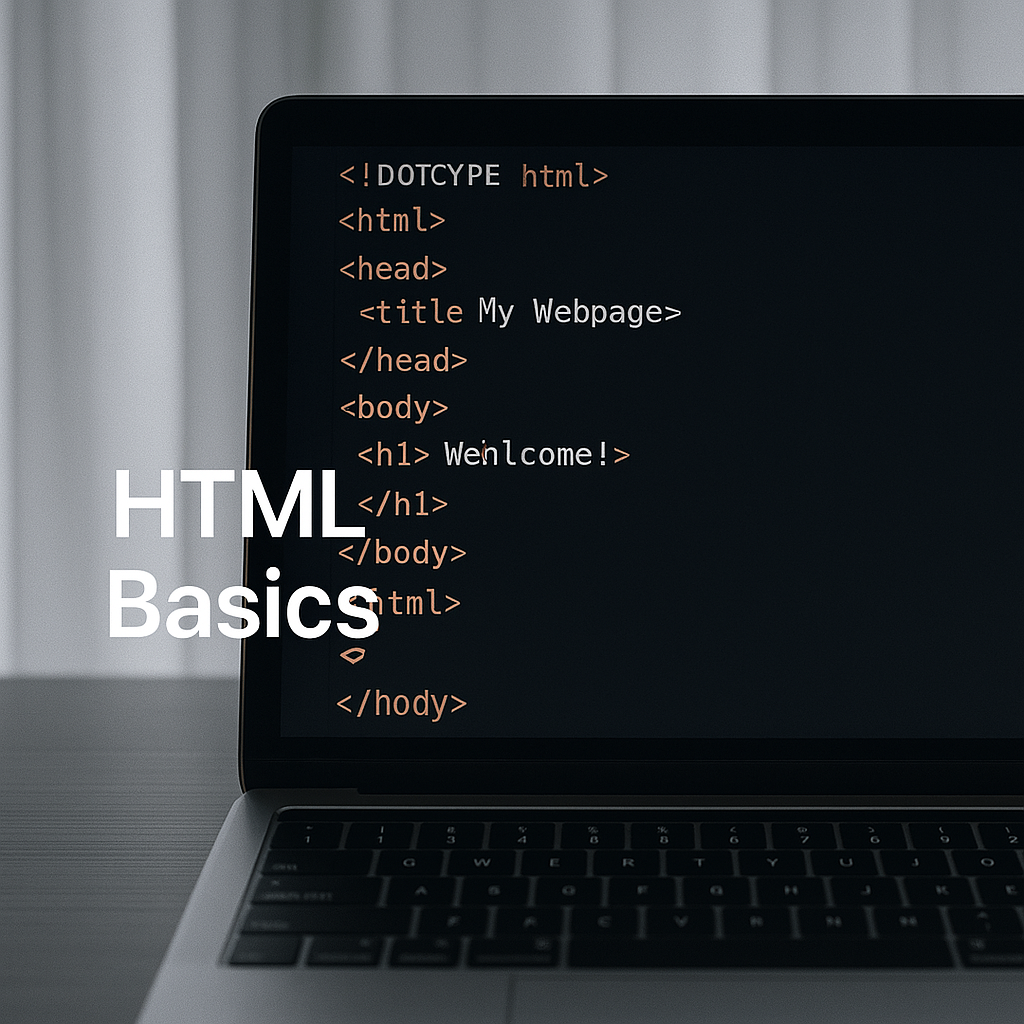 <!DOTCYPE html>
<html>
<head>
<title My Webpage>
</head>
<body>
<h1> Wenlcome!>
</h1>
</body>
html>
</hody>
HTML
Basics
G W E R T Y U J O
A S G F G H J K